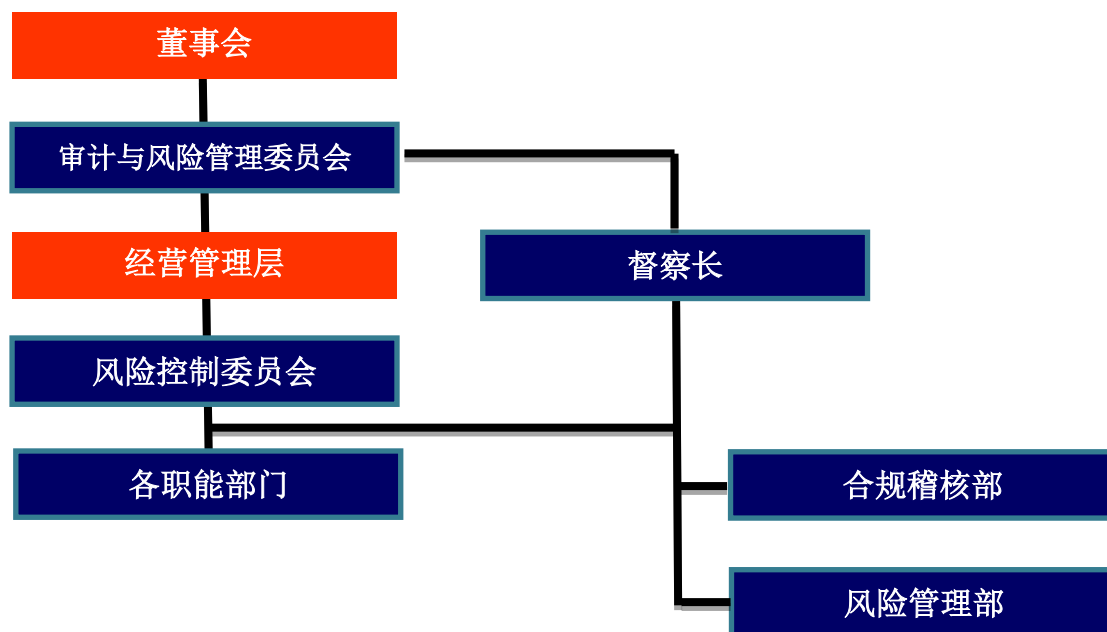 董事会
审计与风险管理委员会
经营管理层
督察长
风险控制委员会
各职能部门
合规稽核部
风险管理部